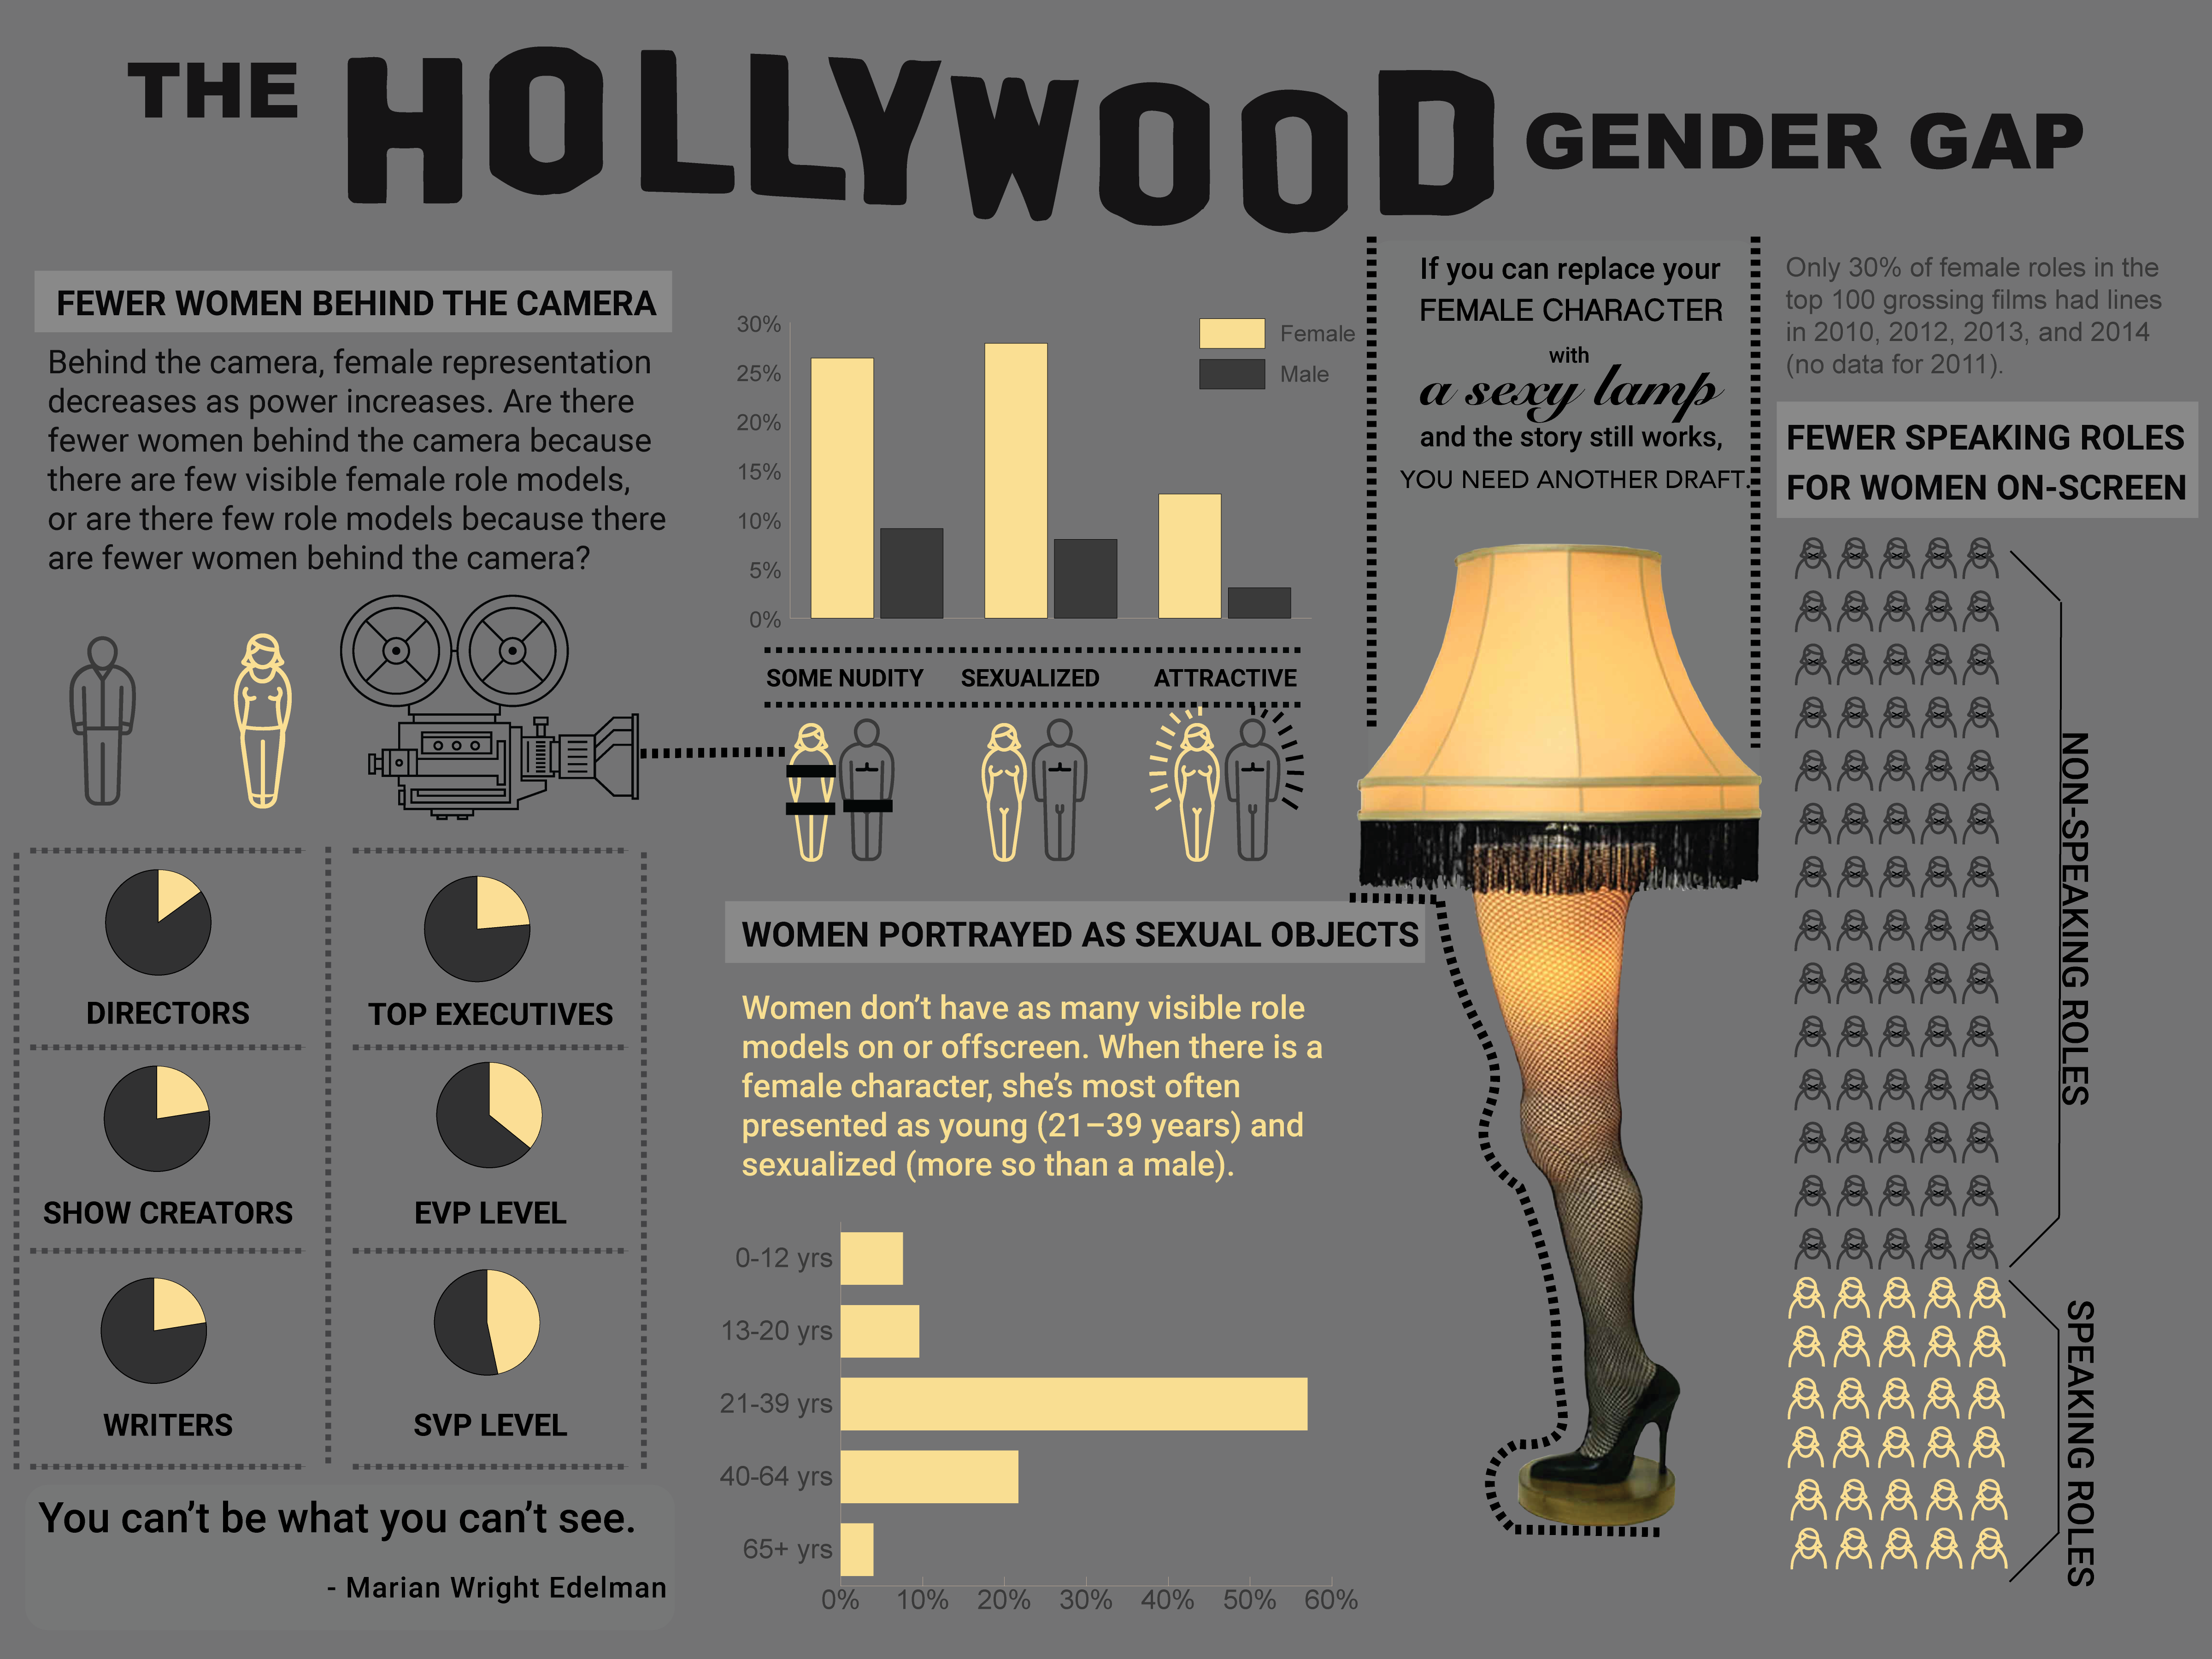 THE HOLLYWOOD GENDER GAP
FEWER WOMEN BEHIND THE CAMERA
Behind the camera, female representation
decreases as power increases. Are there
fewer women behind the camera because
there are few visible female role models,
or are there few role models because there
are fewer women behind the camera?
DIRECTORS
TOP EXECUTIVES
SHOW CREATORS
EVP LEVEL
WRITERS
SVP LEVEL
You can't be what you can't see.
- Marian Wright Edelman
30%
25%
20%
15%
10%
5%
0%
Female
Male
SOME NUDITY
SEXUALIZED
ATTRACTIVE
WOMEN PORTRAYED AS SEXUAL OBJECTS
Women don't have as many visible role
models on or offscreen. When there is a
female character, she's most often
presented as young (21–39 years) and
sexualized (more so than a male).
0-12 yrs
13-20 yrs
21-39 yrs
40-64 yrs
65+ yrs
0% 10% 20% 30% 40% 50% 60%
If you can replace your
FEMALE CHARACTER
with
a sexy lamp
and the story still works,
YOU NEED ANOTHER DRAFT.
Only 30% of female roles in the
top 100 grossing films had lines
in 2010, 2012, 2013, and 2014
(no data for 2011).
FEWER SPEAKING ROLES
FOR WOMEN ON-SCREEN
NON-SPEAKING ROLES
SPEAKING ROLES